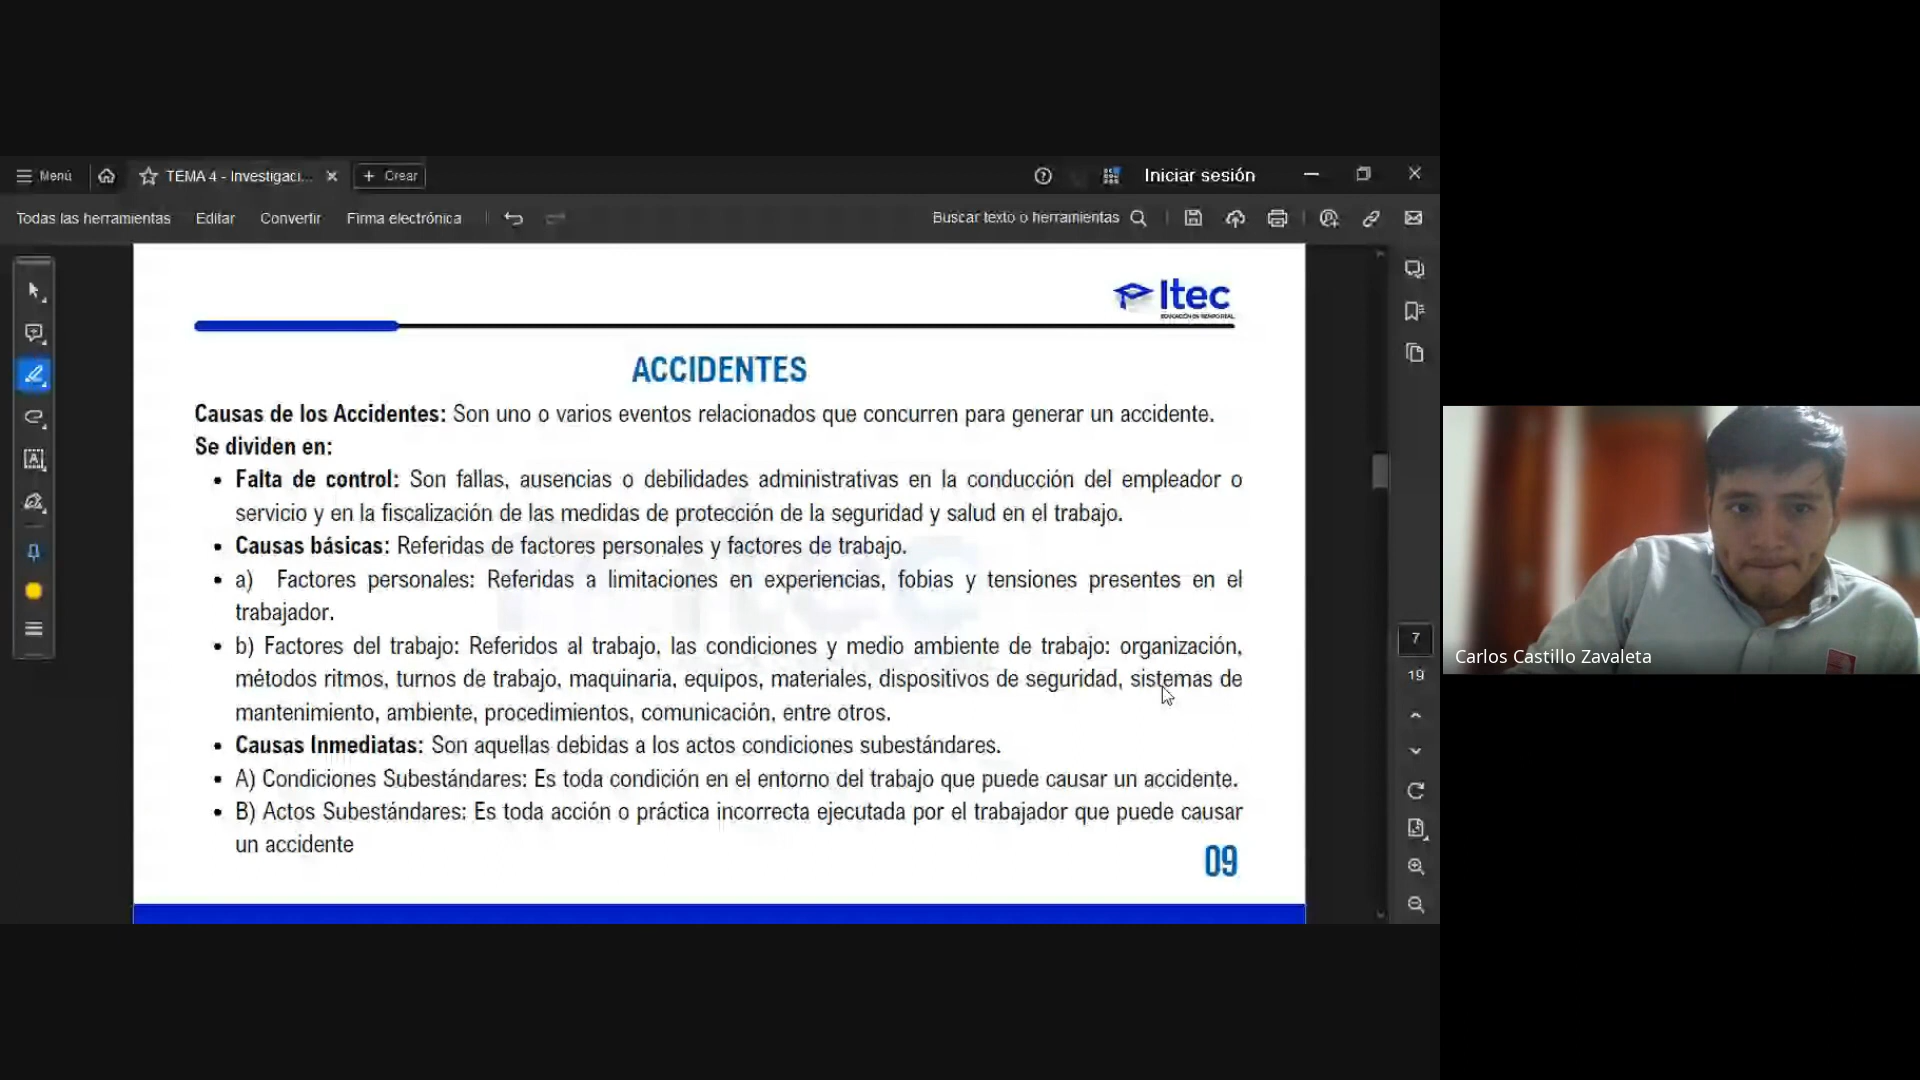 Menú
TEMA 4 - Investigaci...
Crear
Iniciar sesión
Todas las herramientas
Editar
Convertir
Firma electrónica
Buscar texto o herramientas
Itec
ACCIDENTES
Causas de los Accidentes: Son uno o varios eventos relacionados que concurren para generar un accidente.
Se dividen en:
• Falta de control: Son fallas, ausencias o debilidades administrativas en la conducción del empleador o
servicio y en la fiscalización de las medidas de protección de la seguridad y salud en el trabajo.
• Causas básicas: Referidas de factores personales y factores de trabajo.
• a) Factores personales: Referidas a limitaciones en experiencias, fobias y tensiones presentes en el
trabajador.
• b) Factores del trabajo: Referidos al trabajo, las condiciones y medio ambiente de trabajo: organización,
métodos ritmos, turnos de trabajo, maquinaria, equipos, materiales, dispositivos de seguridad, sistemas de
mantenimiento, ambiente, procedimientos, comunicación, entre otros.
• Causas Inmediatas: Son aquellas debidas a los actos condiciones subestándares.
• A) Condiciones Subestándares: Es toda condición en el entorno del trabajo que puede causar un accidente.
• B) Actos Subestándares: Es toda acción o práctica incorrecta ejecutada por el trabajador que puede causar
un accidente
09
7
19
Carlos Castillo Zavaleta